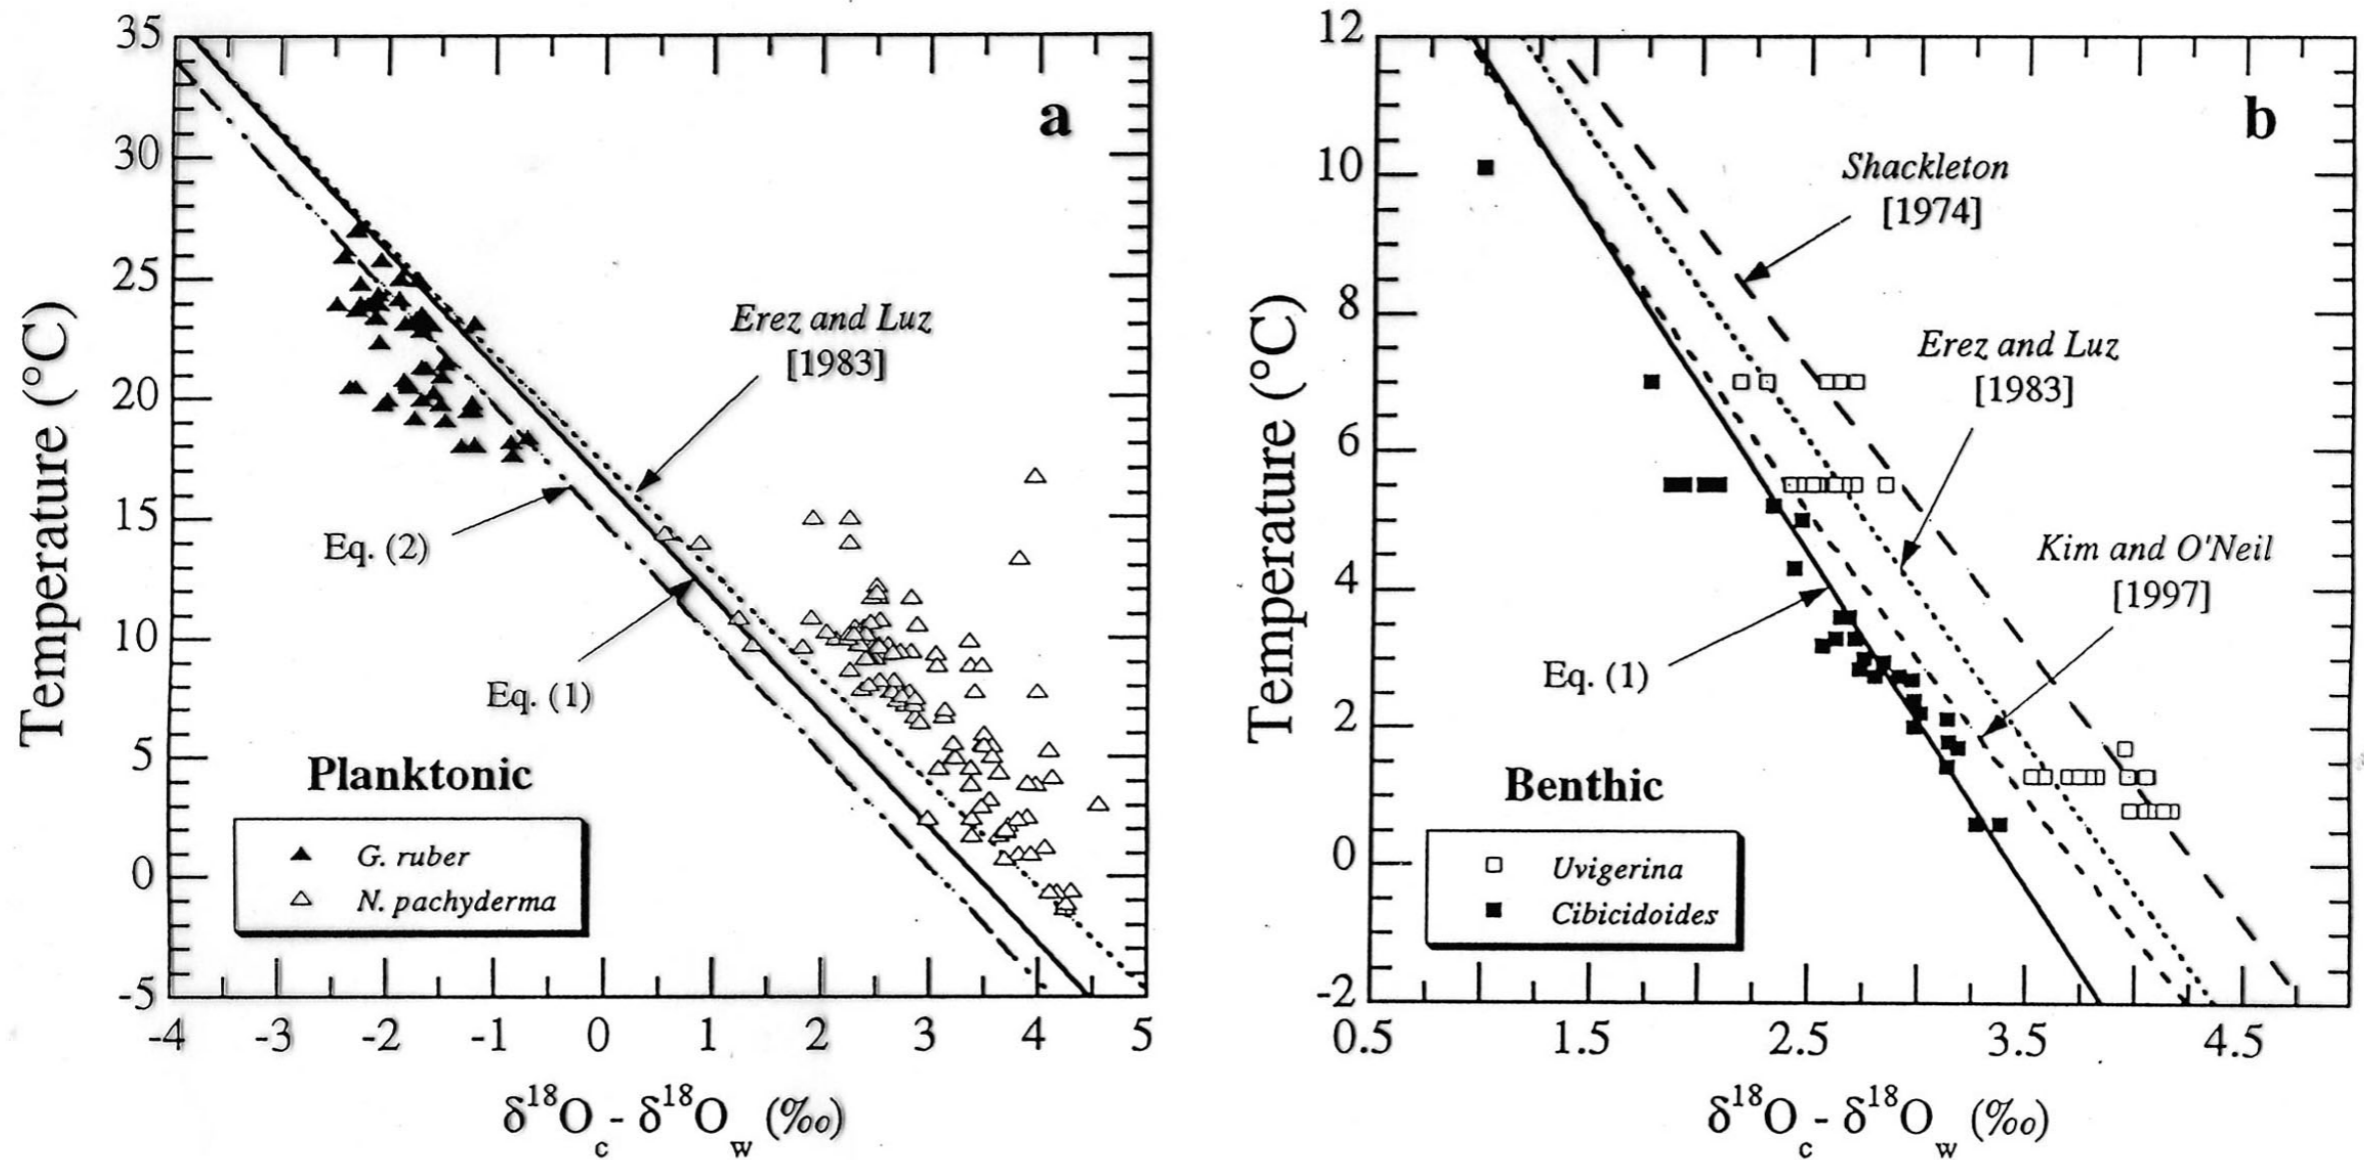 a
35
30
25
20
15
10
5
0
-5
Temperature (°C)
Erez and Luz
[1983]
Eq. (2)
Eq. (1)
Planktonic
G. ruber
N. pachyderma
-4 -3 -2 -1 0 1 2 3 4 5
δ¹⁸Oc- δ¹⁸Ow (‰)
b
12
10
8
6
4
2
0
-2
Temperature (°C)
Shackleton
[1974]
Erez and Luz
[1983]
Kim and O'Neil
[1997]
Eq. (1)
Benthic
Uvigerina
Cibicidoides
0.5 1.5 2.5 3.5 4.5
δ¹⁸Oc- δ¹⁸Ow (‰)